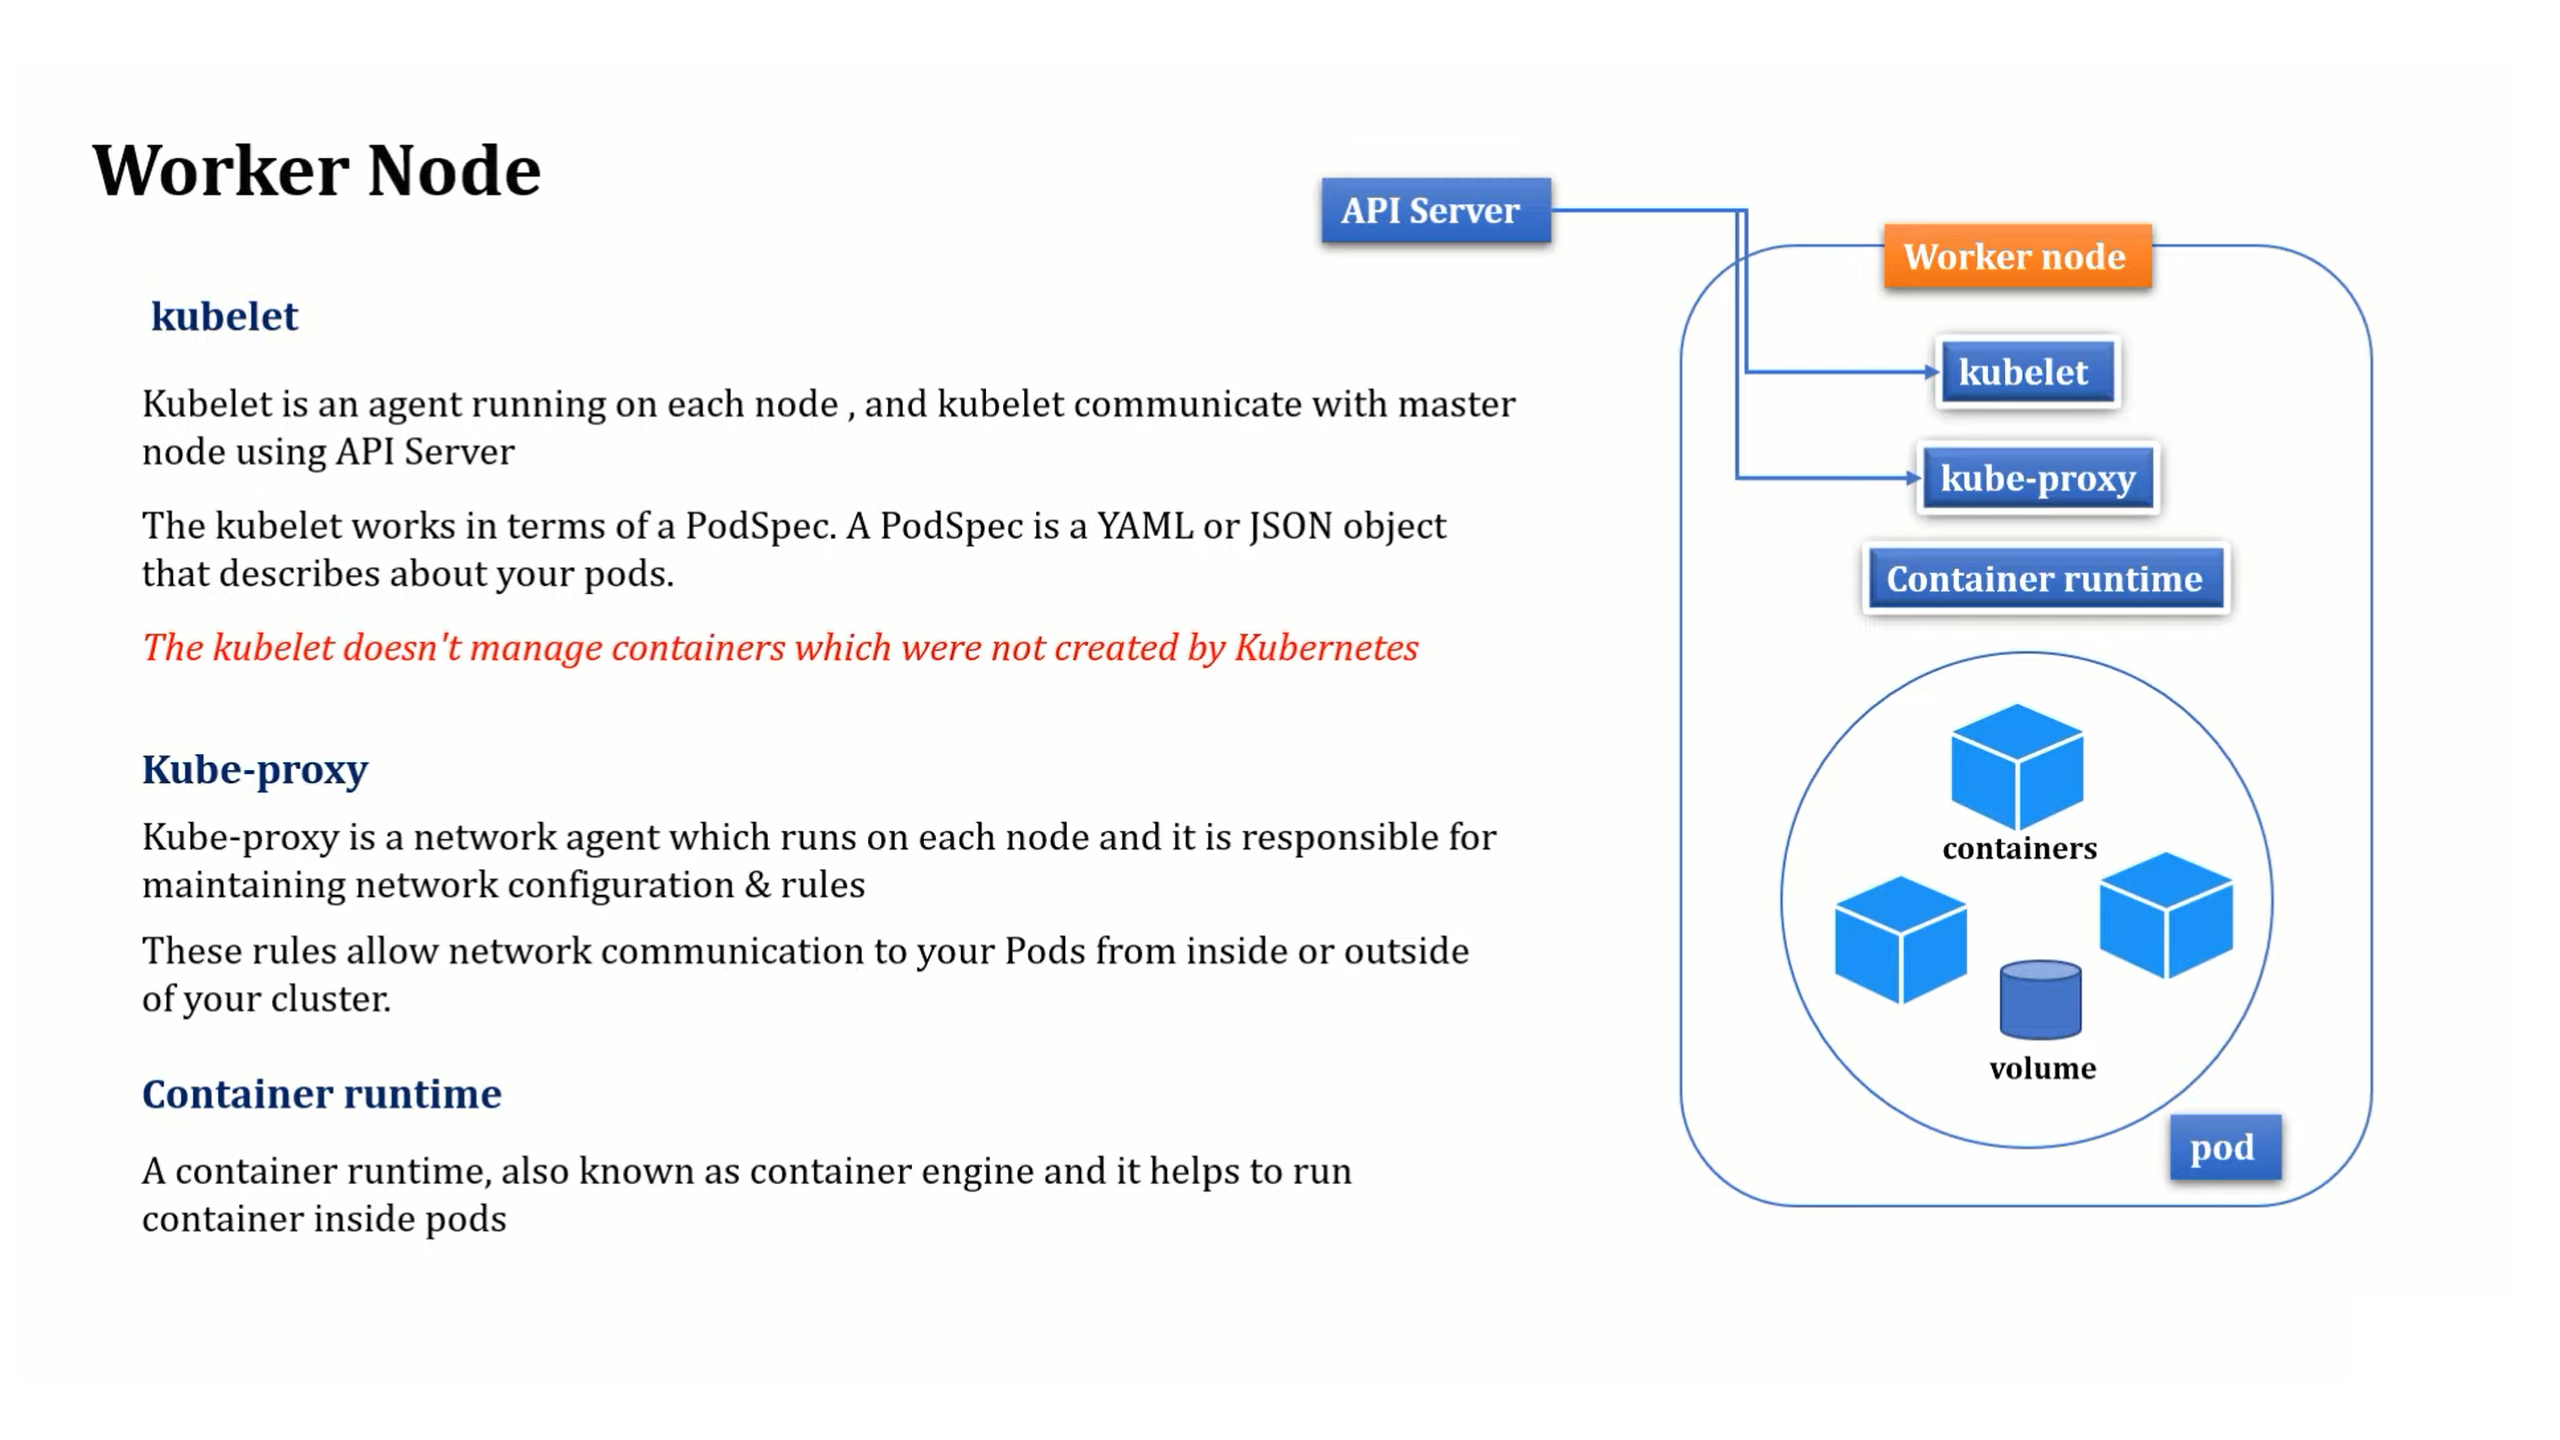 Worker Node
kubelet
Kubelet is an agent running on each node , and kubelet communicate with master
node using API Server
The kubelet works in terms of a PodSpec. A PodSpec is a YAML or JSON object
that describes about your pods.
The kubelet doesn't manage containers which were not created by Kubernetes
Kube-proxy
Kube-proxy is a network agent which runs on each node and it is responsible for
maintaining network configuration & rules
These rules allow network communication to your Pods from inside or outside
of your cluster.
Container runtime
A container runtime, also known as container engine and it helps to run
container inside pods
API Server
Worker node
kubelet
kube-proxy
Container runtime
containers
volume
pod